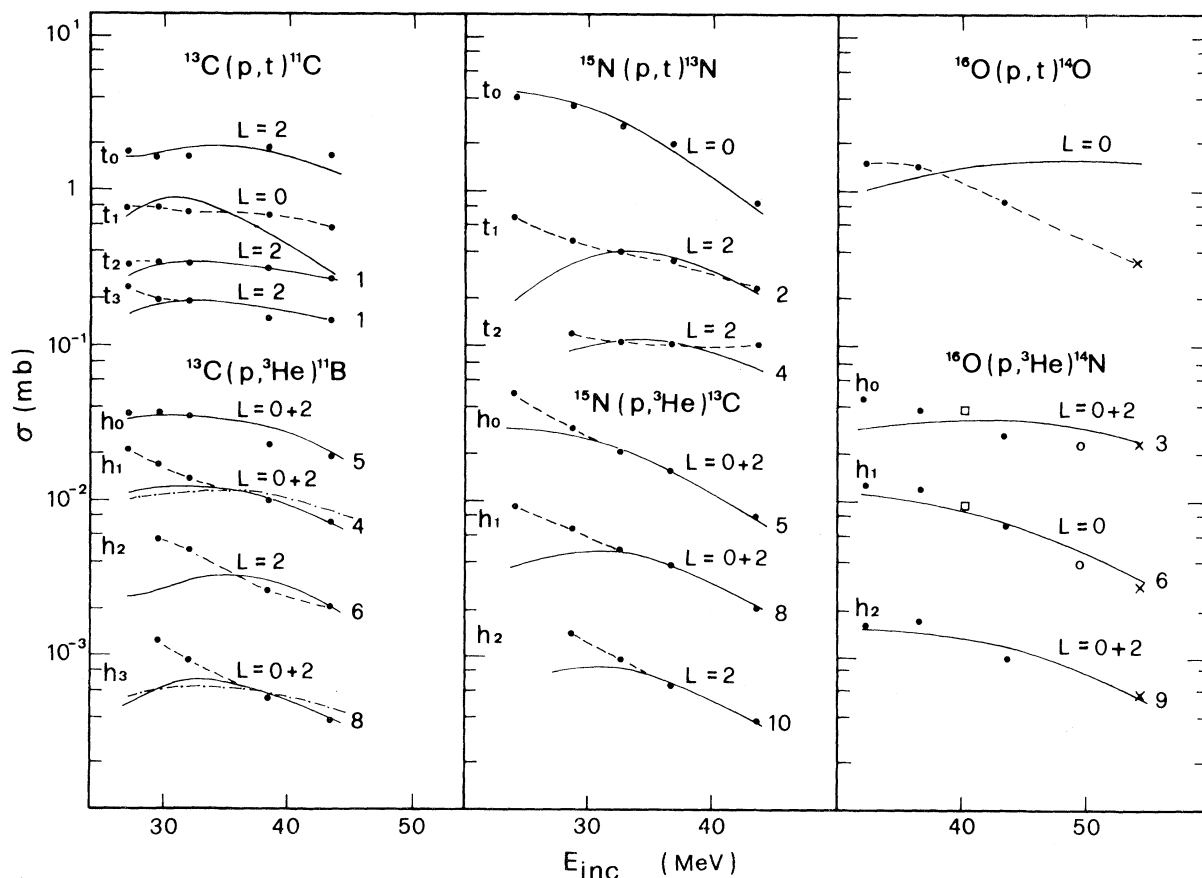 10¹
1
10⁻¹
10⁻²
10⁻³
σ (mb)
¹³C(p,t)¹¹C
t₀
L=2
t₁
L=0
t₂
L=2
1
t₃
L=2
1
¹³C(p,³He)¹¹B
h₀
L=0+2
5
h₁
L=0+2
4
h₂
L=2
6
h₃
L=0+2
8
30
40
50
¹⁵N(p,t)¹³N
t₀
L=0
t₁
L=2
2
t₂
L=2
4
¹⁵N(p,³He)¹³C
h₀
L=0+2
5
h₁
L=0+2
8
h₂
L=2
10
30
40
¹⁶O(p,t)¹⁴O
L=0
¹⁶O(p,³He)¹⁴N
h₀
L=0+2
3
h₁
L=0
6
h₂
L=0+2
9
40
50
E_inc (MeV)